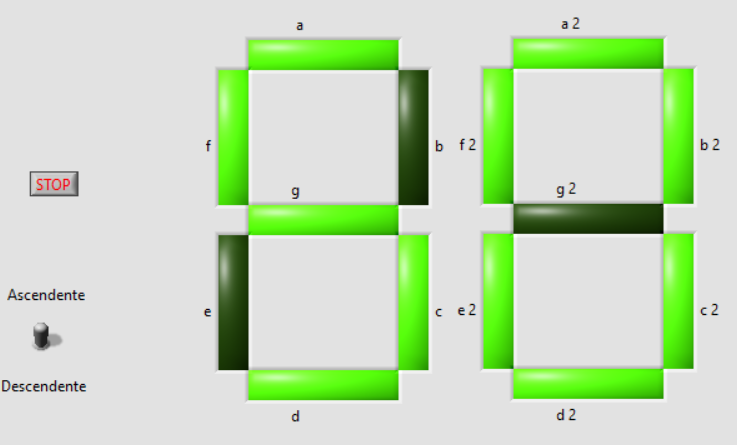 a
a 2
f
b
f 2
b 2
STOP
g
g 2
Ascendente
e
c
e 2
c 2
Descendente
d
d 2